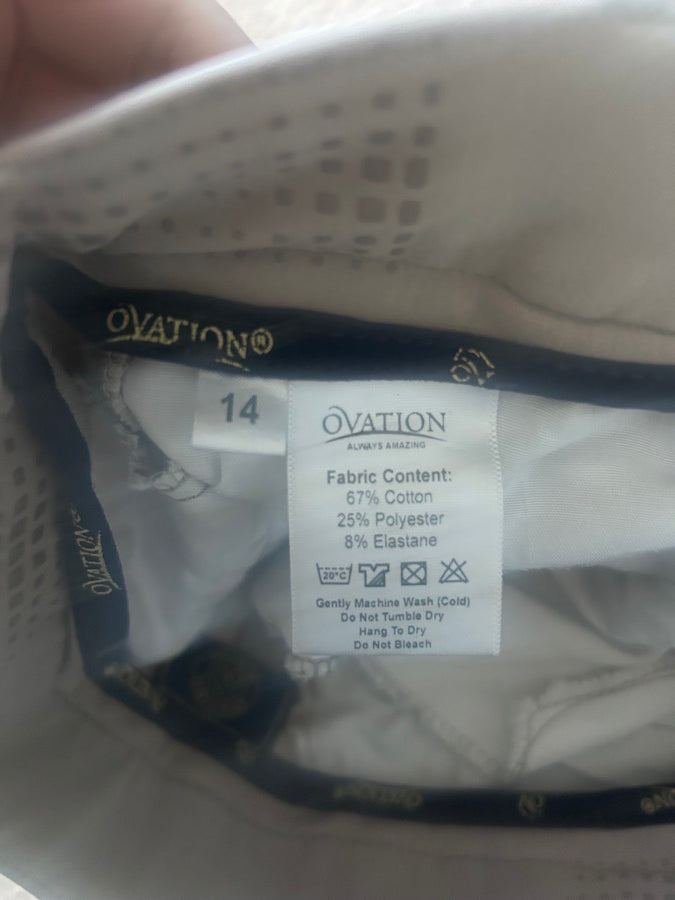 OVATION®
14
OVATION
ALWAYS AMAZING
Fabric Content:
67% Cotton
25% Polyester
8% Elastane
20°C
Gently Machine Wash (Cold)
Do Not Tumble Dry
Hang To Dry
Do Not Bleach
OVATION